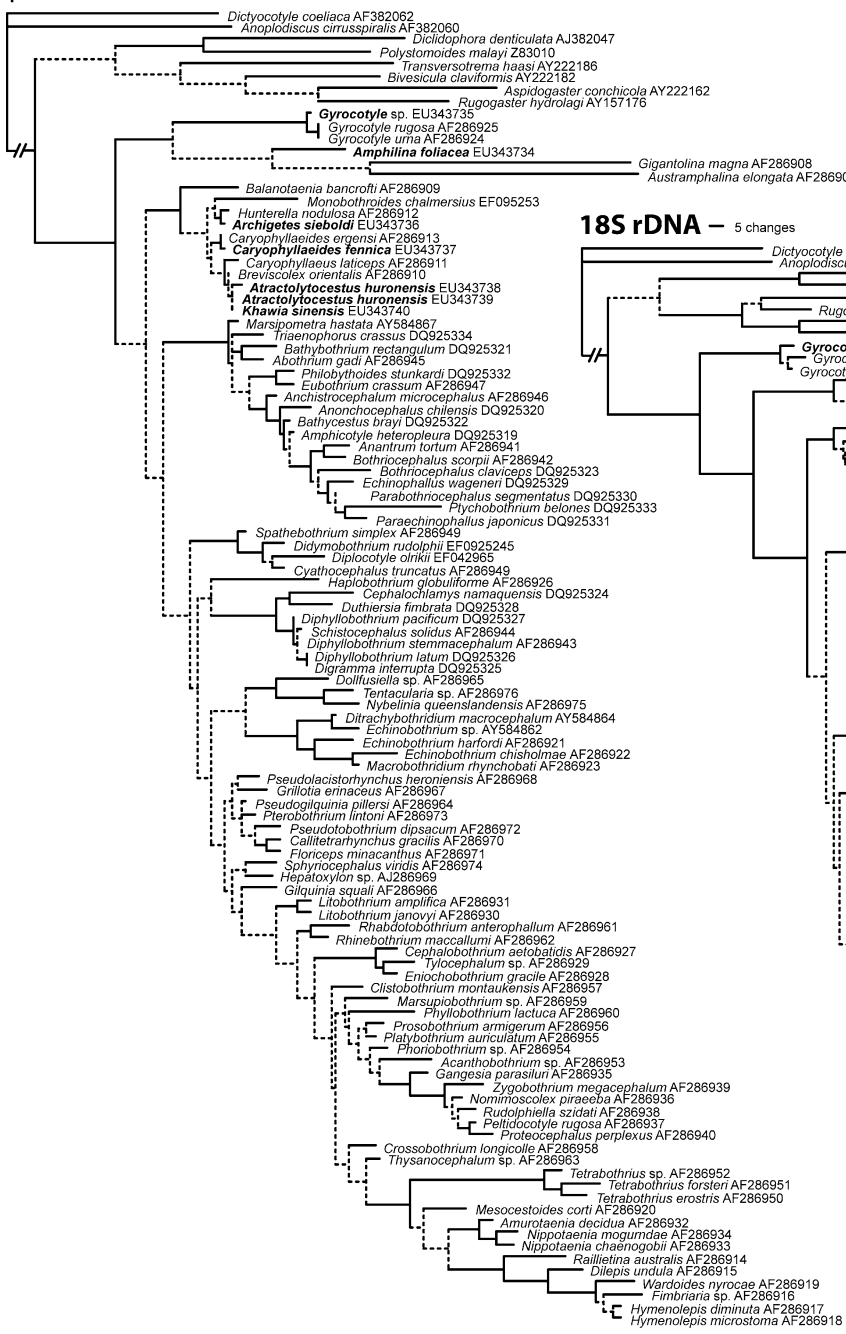 Dictyocotyle coeliaca AF382062
Anoplodiscus cirrusspiralis AF382060
Diclidophora denticulata AJ382047
Polystomoides malayi Z83010
Transversotrema haasi AY222186
Bivesicula claviformis AY222182
Aspidogaster conchicola AY222162
Rugogaster hydrolagi AY157176
Gyrocotyle sp. EU343735
Gyrocotyle rugosa AF286925
Gyrocotyle urna AF286924
Amphilina foliacea EU343734
Gigantolina magna AF286908
Austramphalina elongata AF28690
Balanotaenia bancrofti AF286909
Monobothroides chalmersius EF095253
Hunterella nodulosa AF286912
Archigetes sieboldi EU343736
Caryophyllaeides ergensi AF286913
Caryophyllaeides fennica EU343737
Caryophyllaeus laticeps AF286911
Breviscolex orientalis AF286910
Atractolytocestus huronensis EU343738
Atractolytocestus huronensis EU343739
Khawia sinensis EU343740
Marsipometra hastata AY584867
Triaenophorus crassus DQ925334
Bathybothrium rectangulum DQ925321
Abothrium gadi AF286945
Philobythoides stunkardi DQ925332
Eubothrium crassum AF286947
Anchistrocephalum microcephalus AF286946
Anonchocephalus chilensis DQ925320
Bathycestus brayi DQ925322
Amphicotyle heteropleura DQ925319
Anantrum tortum AF286941
Bothriocephalus scorpii AF286942
Bothriocephalus claviceps DQ925323
Echinophallus wageneri DQ925329
Parabothriocephalus segmentatus DQ925330
Ptychobothrium belones DQ925333
Paraechinophallus japonicus DQ925331
Spathebothrium simplex AF286949
Didymobothrium rudolphii EF0925245
Diplocotyle olrikii EF042965
Cyathocephalus truncatus AF286949
Haplobothrium globuliforme AF286926
Cephalochlamys namaquensis DQ925324
Duthiersia fimbrata DQ925328
Diphyllobothrium pacificum DQ925327
Schistocephalus solidus AF286944
Diphyllobothrium stemmacephalum AF286943
Diphyllobothrium latum DQ925326
Digramma interrupta DQ925325
Dollfusiella sp. AF286965
Tentacularia sp. AF286976
Nybelinia queenslandensis AF286975
Ditrachybothridium macrocephalum AY584864
Echinobothrium sp. AY584862
Echinobothrium harfordi AF286921
Echinobothrium chisholmae AF286922
Macrobothridium rhynchobati AF286923
Pseudolacistorhynchus heroniensis AF286968
Grillotia erinaceus AF286967
Pseudogilquinia pillersi AF286964
Pterobothrium lintoni AF286973
Pseudotobothrium dipsacum AF286972
Callitetrarhynchus gracilis AF286970
Floriceps minacanthus AF286971
Sphyriocephalus viridis AF286974
Hepatoxylon sp. AJ286969
Gilquinia squali AF286966
Litobothrium amplifica AF286931
Litobothrium janovyi AF286930
Rhabdotobothrium anterophallum AF286961
Rhinebothrium maccallumi AF286962
Cephalobothrium aetobatidis AF286927
Tylocephalum sp. AF286929
Eniochobothrium gracile AF286928
Clistobothrium montaukensis AF286957
Marsupiobothrium sp. AF286959
Phyllobothrium lactuca AF286960
Prosobothrium armigerum AF286956
Platybothrium auriculatum AF286955
Phoriobothrium sp. AF286954
Acanthobothrium sp. AF286953
Gangesia parasiluri AF286935
Zygobothrium megacephalum AF286939
Nomimoscolex piraeeba AF286936
Rudolphiella szidati AF286938
Peltidocotyle rugosa AF286937
Proteocephalus perplexus AF286940
Crossobothrium longicolle AF286958
Thysanocephalum sp. AF286963
Tetrabothrius sp. AF286952
Tetrabothrius forsteri AF286951
Tetrabothrius erostris AF286950
Mesocestoides corti AF286920
Amurotaenia decidua AF286932
Nippotaenia mogurndae AF286934
Nippotaenia chaenogobii AF286933
Raillietina australis AF286914
Dilepis undula AF286915
Wardoides nyrocae AF286919
Fimbriaria sp. AF286916
Hymenolepis diminuta AF286917
Hymenolepis microstoma AF286918
18S rDNA — 5 changes
Dictyocotyle
Anoplodisc
Rugo
Gyroco
Gyroc
Gyrocot